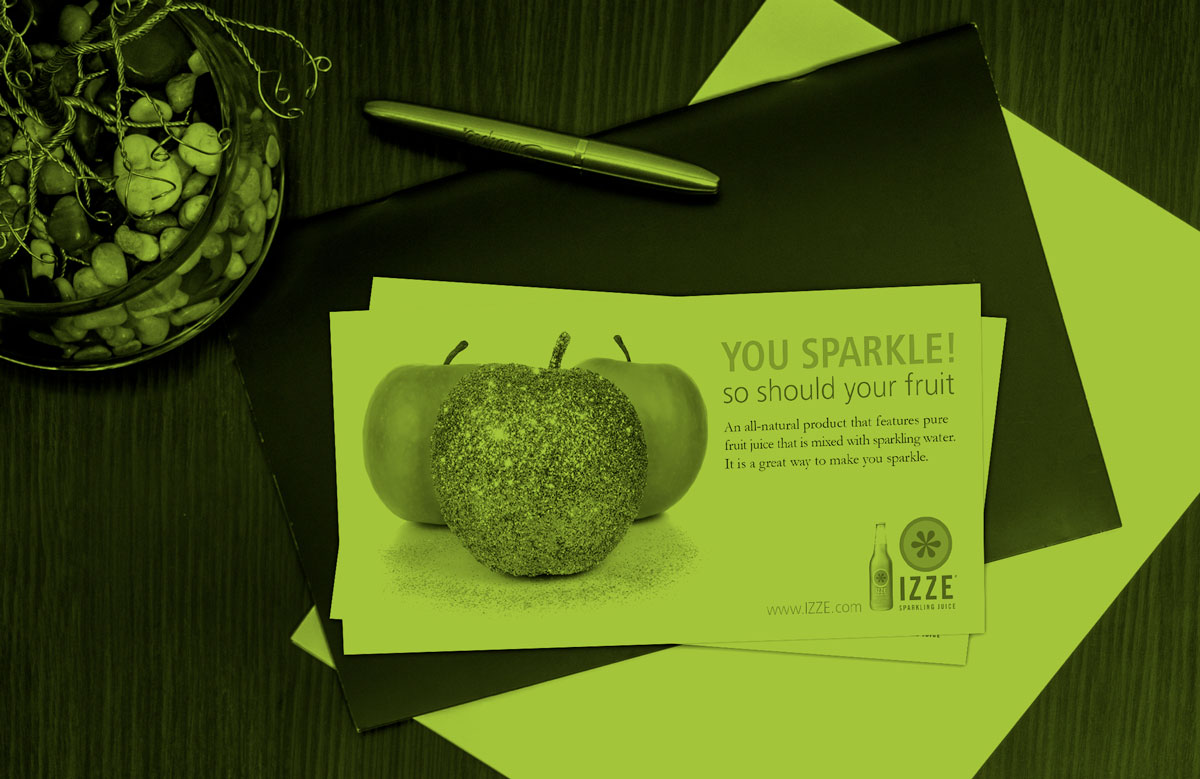 YOU SPARKLE!
so should your fruit
An all-natural product that features pure
fruit juice that is mixed with sparkling water.
It is a great way to make you sparkle.
www.IZZE.com
IZZE
SPARKLING JUICE